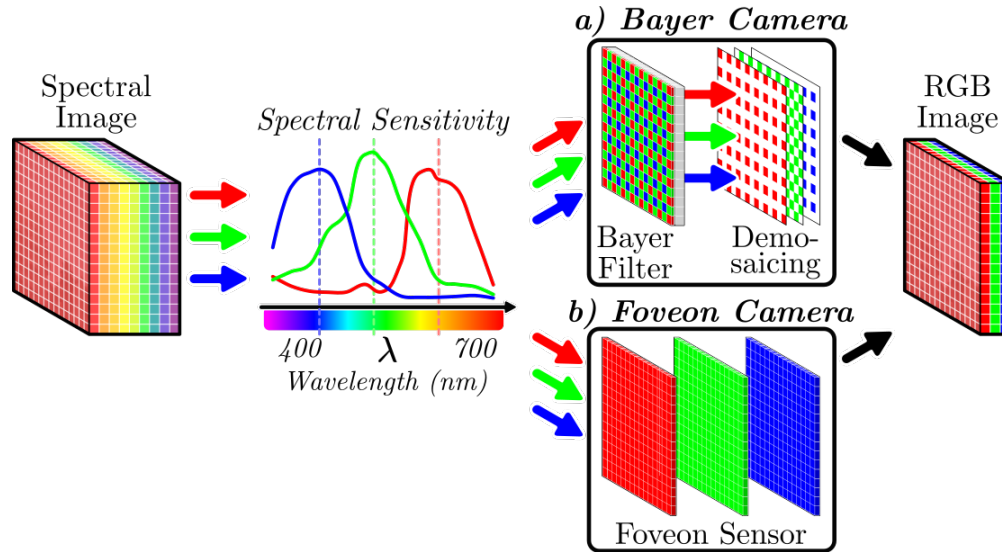 a) Bayer Camera
Spectral
Image
Spectral Sensitivity
RGB
Image
Bayer
Filter
Demo-
saicing
b) Foveon Camera
400
λ
700
Wavelength (nm)
Foveon Sensor